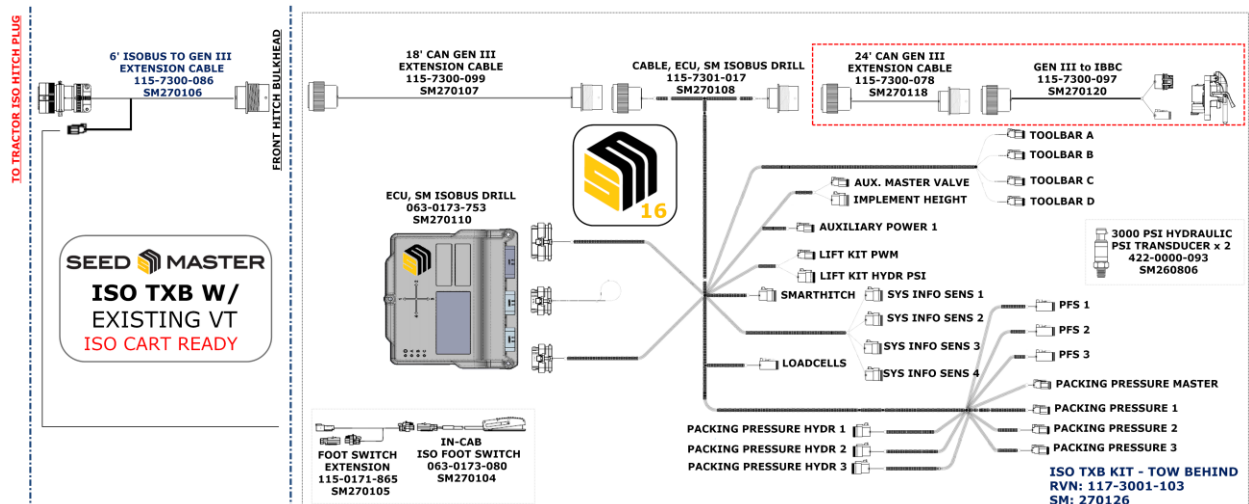 TO TRACTOR ISO HITCH PLUG
6' ISOBUS TO GEN III
EXTENSION CABLE
115-7300-086
SM270106
FRONT HITCH BULKHEAD
SEED MASTER
ISO TXB W/
EXISTING VT
ISO CART READY
18' CAN GEN III
EXTENSION CABLE
115-7300-099
SM270107
CABLE, ECU, SM ISOBUS DRILL
115-7301-017
SM270108
24' CAN GEN III
EXTENSION CABLE
115-7300-078
SM270118
GEN III to IBBC
115-7300-097
SM270120
16
ECU, SM ISOBUS DRILL
063-0173-753
SM270110
TOOLBAR A
TOOLBAR B
TOOLBAR C
TOOLBAR D
AUX. MASTER VALVE
IMPLEMENT HEIGHT
AUXILIARY POWER 1
LIFT KIT PWM
LIFT KIT HYDR PSI
SMARTHITCH
SYS INFO SENS 1
SYS INFO SENS 2
SYS INFO SENS 3
SYS INFO SENS 4
LOADCELLS
3000 PSI HYDRAULIC
PSI TRANSDUCER x 2
422-0000-093
SM260806
PFS 1
PFS 2
PFS 3
PACKING PRESSURE MASTER
PACKING PRESSURE 1
PACKING PRESSURE 2
PACKING PRESSURE 3
PACKING PRESSURE HYDR 1
PACKING PRESSURE HYDR 2
PACKING PRESSURE HYDR 3
FOOT SWITCH
EXTENSION
115-0171-865
SM270105
IN-CAB
ISO FOOT SWITCH
063-0173-080
SM270104
ISO TXB KIT - TOW BEHIND
RVN: 117-3001-103
SM: 270126